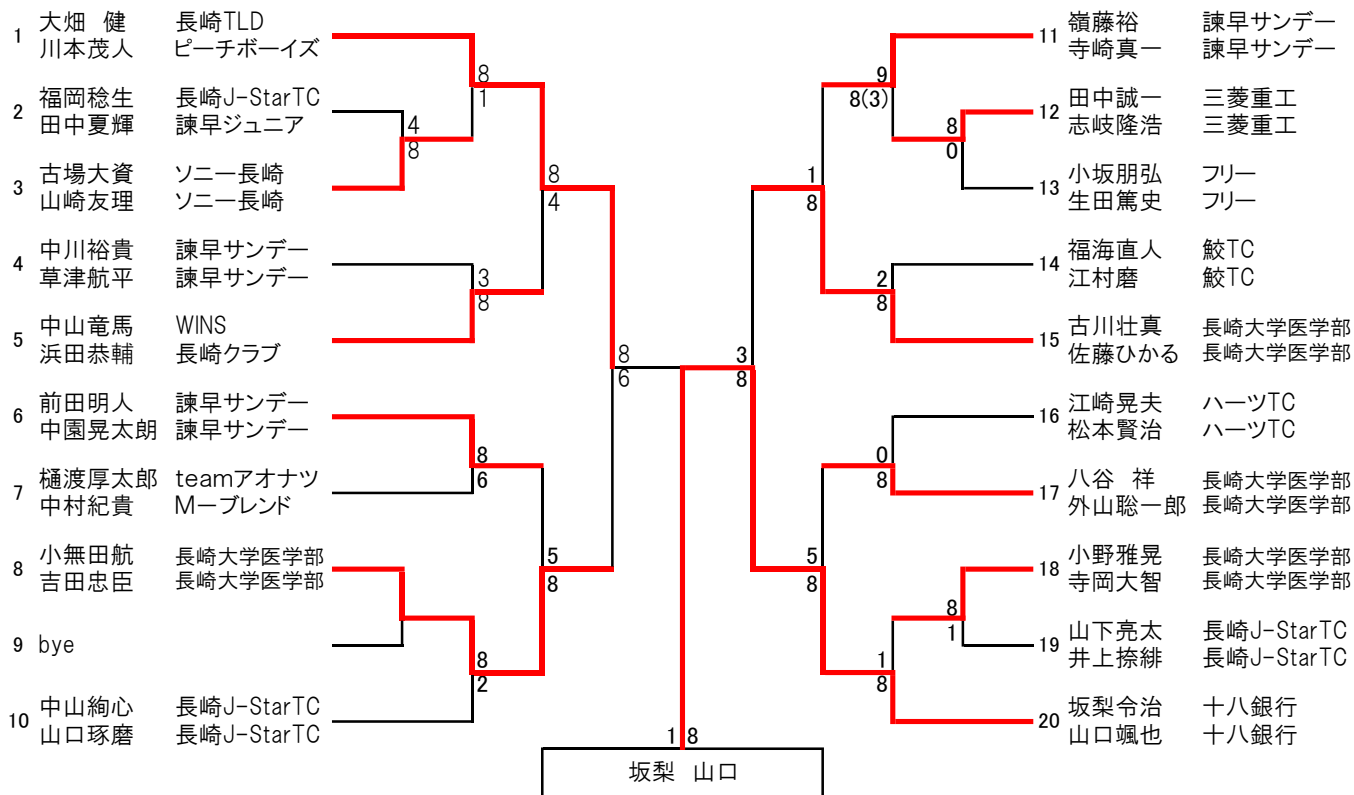 1 大畑 健 長崎TLD
川本茂人 ピーチボーイズ
8
1
2 福岡稔生 長崎J-StarTC
田中夏輝 諫早ジュニア
4
8
3 古場大資 ソニー長崎
山崎友理 ソニー長崎
8
4
4 中川裕貴 諫早サンデー
草津航平 諫早サンデー
3
8
5 中山竜馬 WINS
浜田恭輔 長崎クラブ
8
6
6 前田明人 諫早サンデー
中園晃太朗 諫早サンデー
8
6
7 樋渡厚太郎 teamアオナツ
中村紀貴 Mーブレンド
5
8
8 小無田航 長崎大学医学部
吉田忠臣 長崎大学医学部
9 bye
8
2
10 中山絢心 長崎J-StarTC
山口琢磨 長崎J-StarTC
11 嶺藤裕 諫早サンデー
寺崎真一 諫早サンデー
9
8(3)
12 田中誠一 三菱重工
志岐隆浩 三菱重工
8
0
13 小坂朋弘 フリー
生田篤史 フリー
1
8
14 福海直人 鮫TC
江村磨 鮫TC
2
8
15 古川壮真 長崎大学医学部
佐藤ひかる 長崎大学医学部
3
8
16 江崎晃夫 ハーツTC
松本賢治 ハーツTC
0
8
17 八谷 祥 長崎大学医学部
外山聡一郎 長崎大学医学部
5
8
18 小野雅晃 長崎大学医学部
寺岡大智 長崎大学医学部
8
1
19 山下亮太 長崎J-StarTC
井上捺緋 長崎J-StarTC
1
8
20 坂梨令治 十八銀行
山口颯也 十八銀行
1 8
坂梨 山口